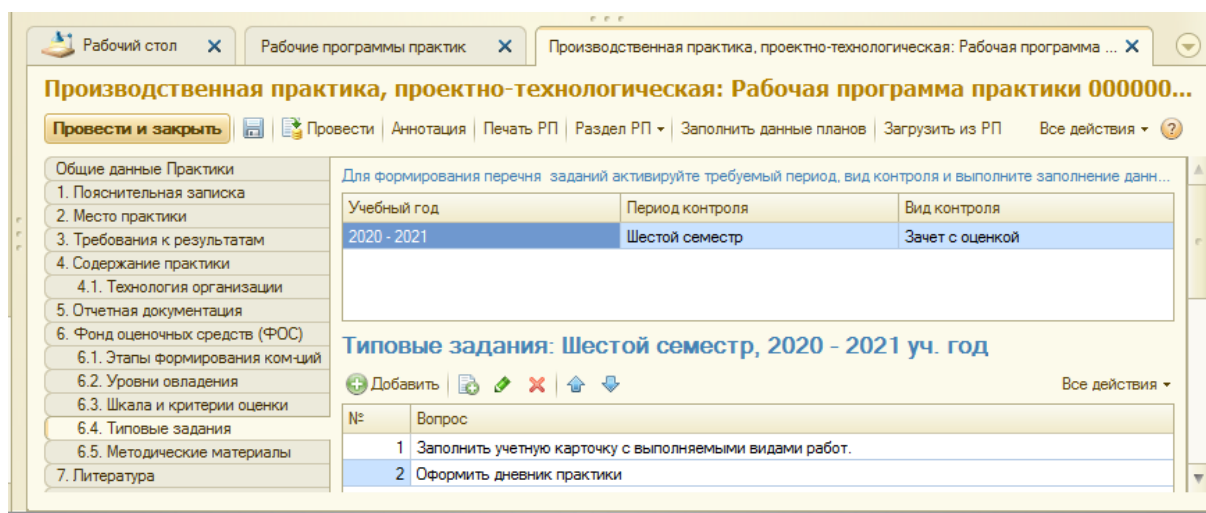 Рабочий стол
Рабочие программы практик
Производственная практика, проектно-технологическая: Рабочая программа ...
Производственная практика, проектно-технологическая: Рабочая программа практики 000000...
Провести и закрыть
Провести
Аннотация
Печать РП
Раздел РП
Заполнить данные планов
Загрузить из РП
Все действия
Общие данные Практики
1. Пояснительная записка
2. Место практики
3. Требования к результатам
4. Содержание практики
4.1. Технология организации
5. Отчетная документация
6. Фонд оценочных средств (ФОС)
6.1. Этапы формирования ком-ций
6.2. Уровни овладения
6.3. Шкала и критерии оценки
6.4. Типовые задания
6.5. Методические материалы
7. Литература
Для формирования перечня заданий активируйте требуемый период, вид контроля и выполните заполнение данн...
Учебный год Период контроля Вид контроля
2020 - 2021 Шестой семестр Зачет с оценкой
Типовые задания: Шестой семестр, 2020 - 2021 уч. год
Добавить
Все действия
№ Вопрос
1 Заполнить учетную карточку с выполняемыми видами работ.
2 Оформить дневник практики